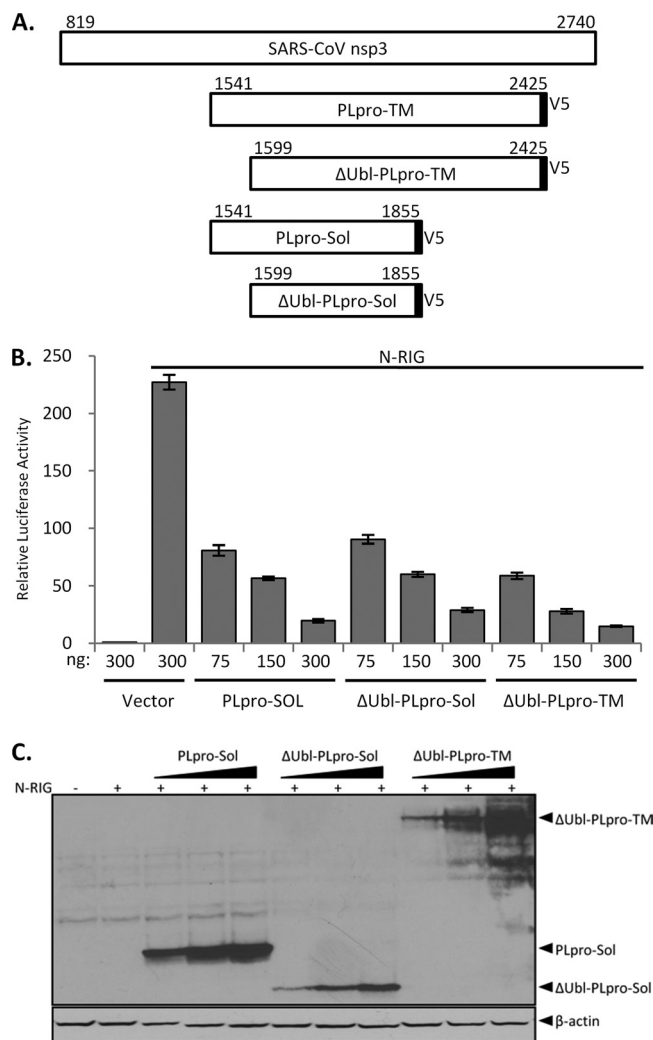 A.
819 2740
SARS-CoV nsp3
1541 2425
PLpro-TM V5
1599 2425
ΔUbl-PLpro-TM V5
1541 1855
PLpro-Sol V5
1599 1855
ΔUbl-PLpro-Sol V5
B.
N-RIG
Relative Luciferase Activity
250
200
150
100
50
0
ng: 300 300 75 150 300 75 150 300 75 150 300
Vector PLpro-SOL ΔUbl-PLpro-Sol ΔUbl-PLpro-TM
C.
PLpro-Sol ΔUbl-PLpro-Sol ΔUbl-PLpro-TM
N-RIG - + + + + + + + + + +
ΔUbl-PLpro-TM
PLpro-Sol
ΔUbl-PLpro-Sol
β-actin